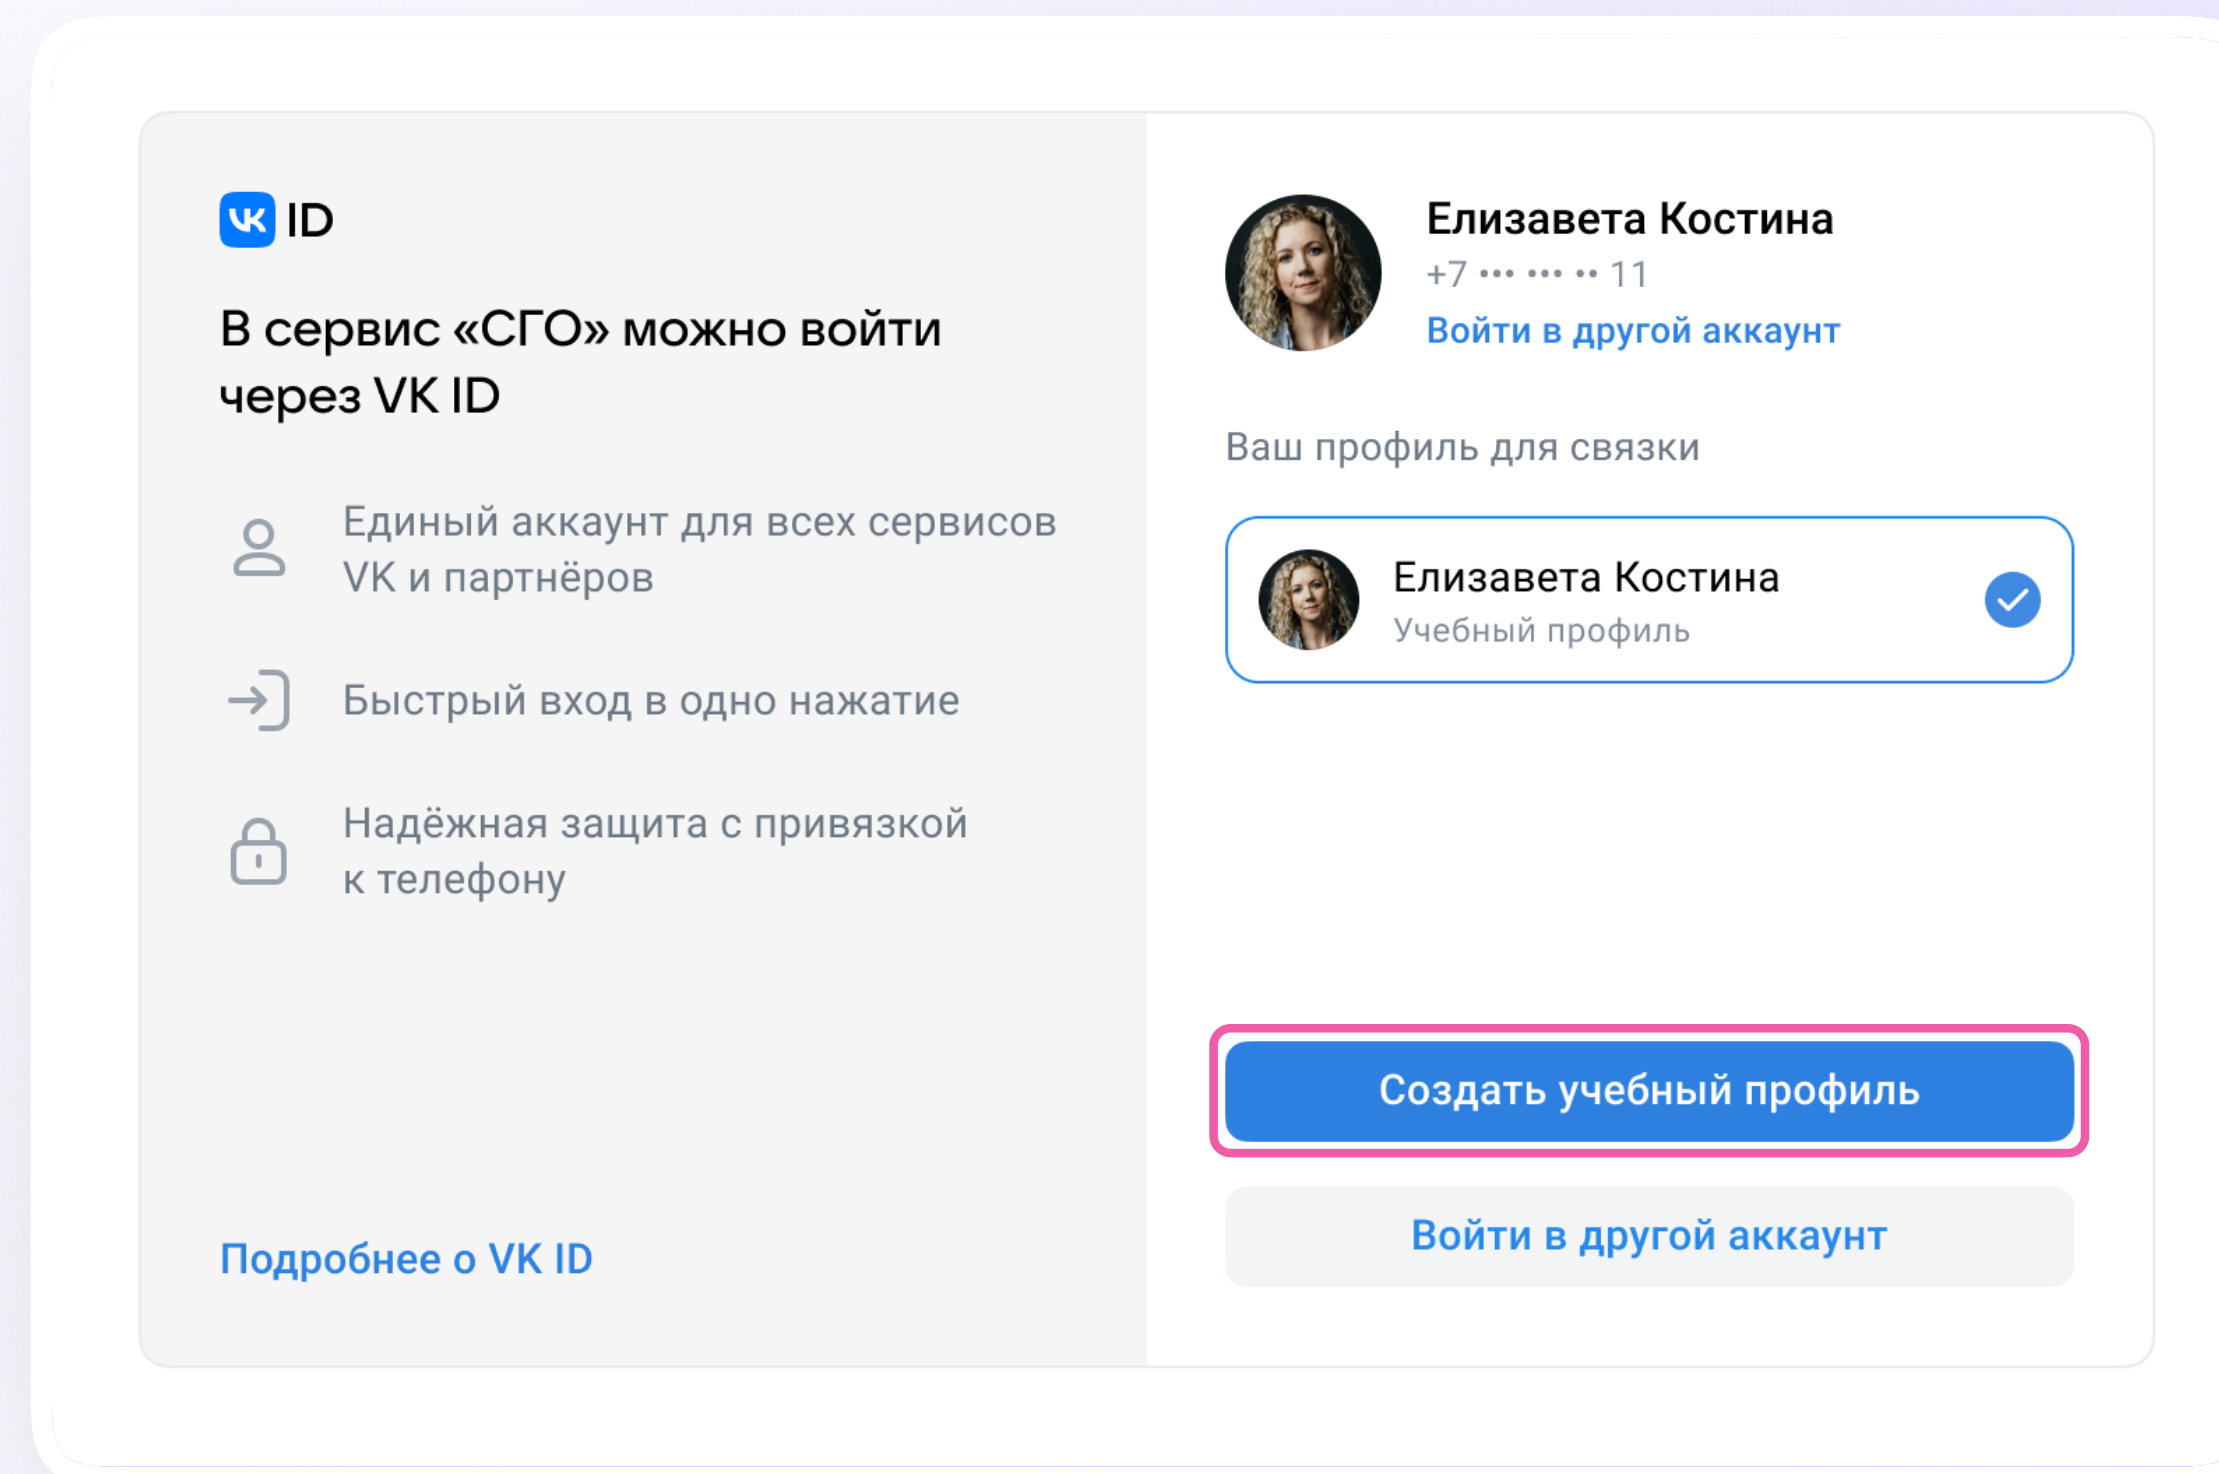 VK ID
В сервис «СГО» можно войти
через VK ID
Единый аккаунт для всех сервисов
VK и партнёров
Быстрый вход в одно нажатие
Надёжная защита с привязкой
к телефону
Подробнее о VK ID
Елизавета Костина
+7 ••• ••• •• 11
Войти в другой аккаунт
Ваш профиль для связки
Елизавета Костина
Учебный профиль
Создать учебный профиль
Войти в другой аккаунт